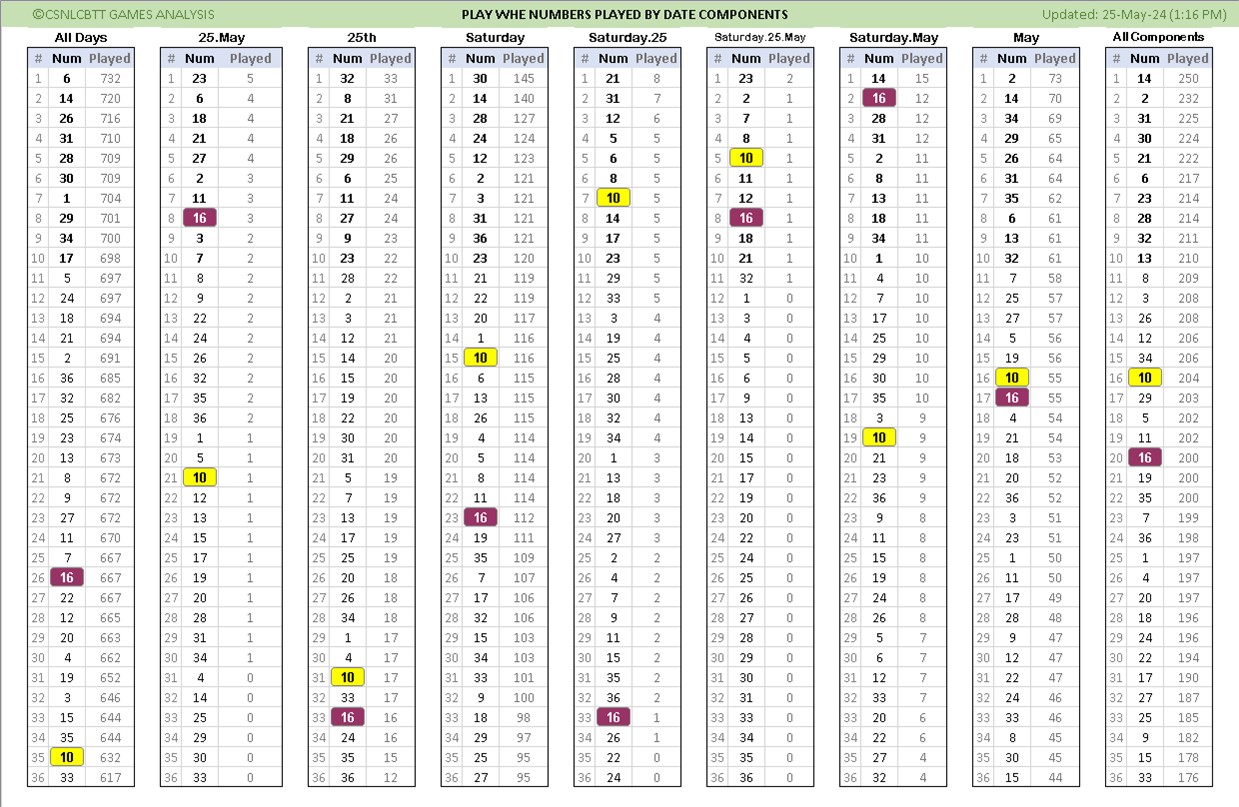 ©CSNLCBTT GAMES ANALYSIS PLAY WHE NUMBERS PLAYED BY DATE COMPONENTS Updated: 25-May-24 (1:16 PM)
All Days 25.May 25th Saturday Saturday.25 Saturday.25.May Saturday.May May All Components
# Num Played # Num Played # Num Played # Num Played # Num Played # Num Played # Num Played # Num Played # Num Played
1 6 732 1 23 5 1 32 33 1 30 145 1 21 8 1 23 2 1 14 15 1 2 73 1 14 250
2 14 720 2 6 4 2 8 31 2 14 140 2 31 7 2 2 1 2 16 12 2 14 70 2 2 232
3 26 716 3 18 4 3 21 27 3 28 127 3 12 6 3 7 1 3 28 12 3 34 69 3 31 225
4 31 710 4 21 4 4 18 26 4 24 124 4 5 5 4 8 1 4 31 12 4 29 65 4 30 224
5 28 709 5 27 4 5 29 26 5 12 123 5 6 5 5 10 1 5 2 11 5 26 64 5 21 222
6 30 709 6 2 3 6 6 25 6 2 121 6 8 5 6 11 1 6 8 11 6 31 64 6 6 217
7 1 704 7 11 3 7 11 24 7 3 121 7 10 5 7 12 1 7 13 11 7 35 62 7 23 214
8 29 701 8 16 3 8 27 24 8 31 121 8 14 5 8 16 1 8 18 11 8 6 61 8 28 214
9 34 700 9 3 2 9 9 23 9 36 121 9 17 5 9 18 1 9 34 11 9 13 61 9 32 211
10 17 698 10 7 2 10 23 22 10 23 120 10 23 5 10 21 1 10 1 10 10 32 61 10 13 210
11 5 697 11 8 2 11 28 22 11 21 119 11 29 5 11 32 1 11 4 10 11 7 58 11 8 209
12 24 697 12 9 2 12 2 21 12 22 119 12 33 5 12 1 0 12 7 10 12 25 57 12 3 208
13 18 694 13 22 2 13 3 21 13 20 117 13 3 4 13 3 0 13 17 10 13 27 57 13 26 208
14 21 694 14 24 2 14 12 21 14 1 116 14 19 4 14 4 0 14 25 10 14 5 56 14 12 206
15 2 691 15 26 2 15 14 20 15 10 116 15 25 4 15 5 0 15 29 10 15 19 56 15 34 206
16 36 685 16 32 2 16 15 20 16 6 115 16 28 4 16 6 0 16 30 10 16 10 55 16 10 204
17 32 682 17 35 2 17 19 20 17 13 115 17 30 4 17 9 0 17 35 10 17 16 55 17 29 203
18 25 676 18 36 2 18 22 20 18 26 115 18 32 4 18 13 0 18 3 9 18 4 54 18 5 202
19 23 674 19 1 1 19 30 20 19 4 114 19 34 4 19 14 0 19 10 9 19 21 54 19 11 202
20 13 673 20 5 1 20 31 20 20 5 114 20 1 3 20 15 0 20 21 9 20 18 53 20 16 200
21 8 672 21 10 1 21 5 19 21 8 114 21 13 3 21 17 0 21 23 9 21 20 52 21 19 200
22 9 672 22 12 1 22 7 19 22 11 114 22 18 3 22 19 0 22 36 9 22 36 52 22 35 200
23 27 672 23 13 1 23 13 19 23 16 112 23 20 3 23 20 0 23 9 8 23 3 51 23 7 199
24 11 670 24 15 1 24 17 19 24 19 111 24 27 3 24 22 0 24 11 8 24 23 51 24 36 198
25 7 667 25 17 1 25 25 19 25 35 109 25 2 2 25 24 0 25 15 8 25 1 50 25 1 197
26 16 667 26 19 1 26 20 18 26 7 107 26 4 2 26 25 0 26 19 8 26 11 50 26 4 197
27 22 667 27 20 1 27 26 18 27 17 106 27 7 2 27 26 0 27 24 8 27 17 49 27 20 197
28 12 665 28 28 1 28 34 18 28 32 106 28 9 2 28 27 0 28 26 8 28 28 48 28 18 196
29 20 663 29 31 1 29 1 17 29 15 103 29 11 2 29 28 0 29 5 7 29 9 47 29 24 196
30 4 662 30 34 1 30 4 17 30 34 103 30 15 2 30 29 0 30 6 7 30 12 47 30 22 194
31 19 652 31 4 0 31 10 17 31 33 101 31 35 2 31 30 0 31 12 7 31 22 47 31 17 190
32 3 646 32 14 0 32 33 17 32 9 100 32 36 2 32 31 0 32 33 7 32 24 46 32 27 187
33 15 644 33 25 0 33 16 16 33 18 98 33 16 1 33 33 0 33 20 6 33 33 46 33 25 185
34 35 644 34 29 0 34 24 16 34 29 97 34 26 1 34 34 0 34 22 6 34 8 45 34 9 182
35 10 632 35 30 0 35 35 15 35 25 95 35 22 0 35 35 0 35 27 4 35 30 45 35 15 178
36 33 617 36 33 0 36 36 12 36 27 95 36 24 0 36 36 0 36 32 4 36 15 44 36 33 176